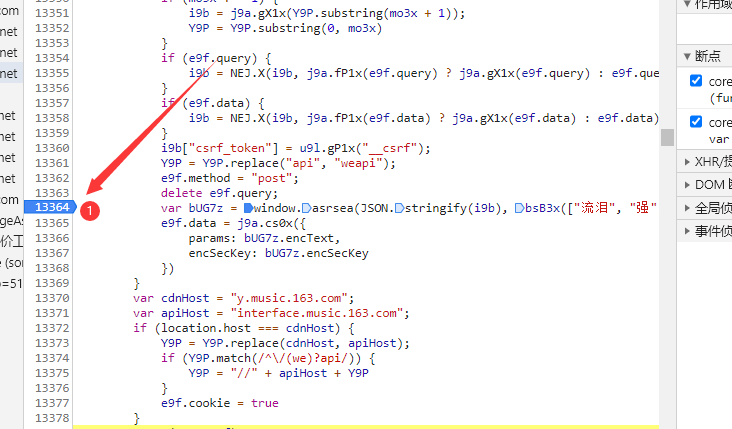 13350 if (mo3x + 1) {
13351 i9b = j9a.gX1x(Y9P.substring(mo3x + 1));
13352 Y9P = Y9P.substring(0, mo3x)
13353 }
13354 if (e9f.query) {
13355 i9b = NEJ.X(i9b, j9a.fP1x(e9f.query) ? j9a.gX1x(e9f.query) : e9f.que
13356 }
13357 if (e9f.data) {
13358 i9b = NEJ.X(i9b, j9a.fP1x(e9f.data) ? j9a.gX1x(e9f.data) : e9f.data)
13359 }
13360 i9b["csrf_token"] = u9l.gP1x("__csrf");
13361 Y9P = Y9P.replace("api", "weapi");
13362 e9f.method = "post";
13363 delete e9f.query;
13364 var bUG7z = window.asrsea(JSON.stringify(i9b), bsB3x(["流泪", "强"
13365 e9f.data = j9a.cs0x({
13366 params: bUG7z.encText,
13367 encSecKey: bUG7z.encSecKey
13368 })
13369 }
13370 var cdnHost = "y.music.163.com";
13371 var apiHost = "interface.music.163.com";
13372 if (location.host === cdnHost) {
13373 Y9P = Y9P.replace(cdnHost, apiHost);
13374 if (Y9P.match(/^\/(we)?api/)) {
13375 Y9P = "//" + apiHost + Y9P
13376 }
13377 e9f.cookie = true
13378 }
1
com
net
net
net
net
net
net
net
com
geA
价工
e (sor
o=51
作用域
断点
core
(fun
core
var
XHR/提
DOM 断
全局侦
事件侦